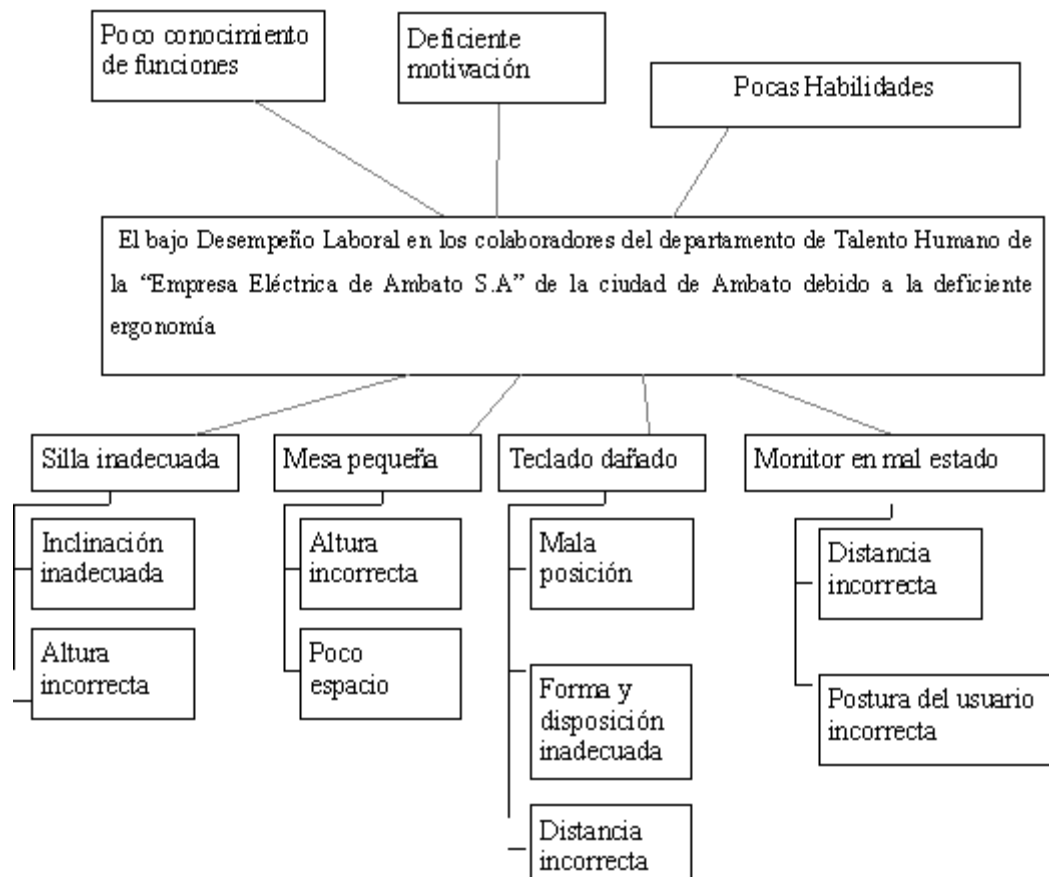 Poco conocimiento
de funciones
Deficiente
motivación
Pocas Habilidades
El bajo Desempeño Laboral en los colaboradores del departamento de Talento Humano de
la “Empresa Eléctrica de Ambato S.A” de la ciudad de Ambato debido a la deficiente
ergonomía
Silla inadecuada
Inclinación
inadecuada
Altura
incorrecta
Mesa pequeña
Altura
incorrecta
Poco
espacio
Teclado dañado
Mala
posición
Forma y
disposición
inadecuada
Distancia
incorrecta
Monitor en mal estado
Distancia
incorrecta
Postura del usuario
incorrecta